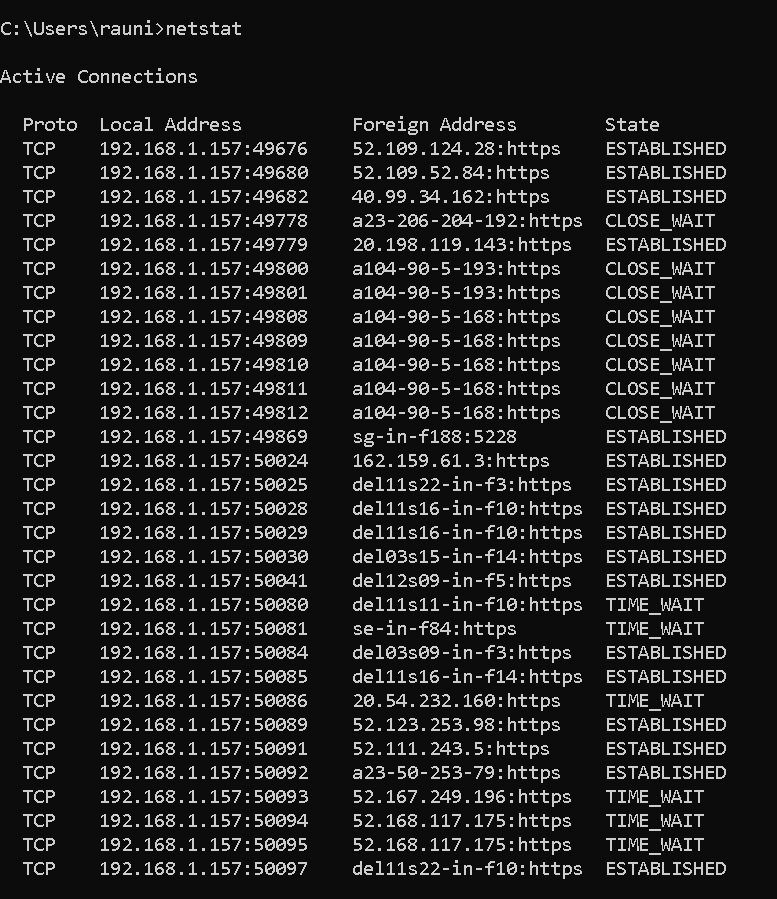 C:\Users\rauni>netstat
Active Connections
Proto Local Address Foreign Address State
TCP 192.168.1.157:49676 52.109.124.28:https ESTABLISHED
TCP 192.168.1.157:49680 52.109.52.84:https ESTABLISHED
TCP 192.168.1.157:49682 40.99.34.162:https ESTABLISHED
TCP 192.168.1.157:49778 a23-206-204-192:https CLOSE_WAIT
TCP 192.168.1.157:49779 20.198.119.143:https ESTABLISHED
TCP 192.168.1.157:49800 a104-90-5-193:https CLOSE_WAIT
TCP 192.168.1.157:49801 a104-90-5-193:https CLOSE_WAIT
TCP 192.168.1.157:49808 a104-90-5-168:https CLOSE_WAIT
TCP 192.168.1.157:49809 a104-90-5-168:https CLOSE_WAIT
TCP 192.168.1.157:49810 a104-90-5-168:https CLOSE_WAIT
TCP 192.168.1.157:49811 a104-90-5-168:https CLOSE_WAIT
TCP 192.168.1.157:49812 a104-90-5-168:https CLOSE_WAIT
TCP 192.168.1.157:49869 sg-in-f188:5228 ESTABLISHED
TCP 192.168.1.157:50024 162.159.61.3:https ESTABLISHED
TCP 192.168.1.157:50025 del11s22-in-f3:https ESTABLISHED
TCP 192.168.1.157:50028 del11s16-in-f10:https ESTABLISHED
TCP 192.168.1.157:50029 del11s16-in-f10:https ESTABLISHED
TCP 192.168.1.157:50030 del03s15-in-f14:https ESTABLISHED
TCP 192.168.1.157:50041 del12s09-in-f5:https ESTABLISHED
TCP 192.168.1.157:50080 del11s11-in-f10:https TIME_WAIT
TCP 192.168.1.157:50081 se-in-f84:https TIME_WAIT
TCP 192.168.1.157:50084 del03s09-in-f3:https ESTABLISHED
TCP 192.168.1.157:50085 del11s16-in-f14:https ESTABLISHED
TCP 192.168.1.157:50086 20.54.232.160:https TIME_WAIT
TCP 192.168.1.157:50089 52.123.253.98:https ESTABLISHED
TCP 192.168.1.157:50091 52.111.243.5:https ESTABLISHED
TCP 192.168.1.157:50092 a23-50-253-79:https ESTABLISHED
TCP 192.168.1.157:50093 52.167.249.196:https TIME_WAIT
TCP 192.168.1.157:50094 52.168.117.175:https TIME_WAIT
TCP 192.168.1.157:50095 52.168.117.175:https TIME_WAIT
TCP 192.168.1.157:50097 del11s22-in-f10:https ESTABLISHED